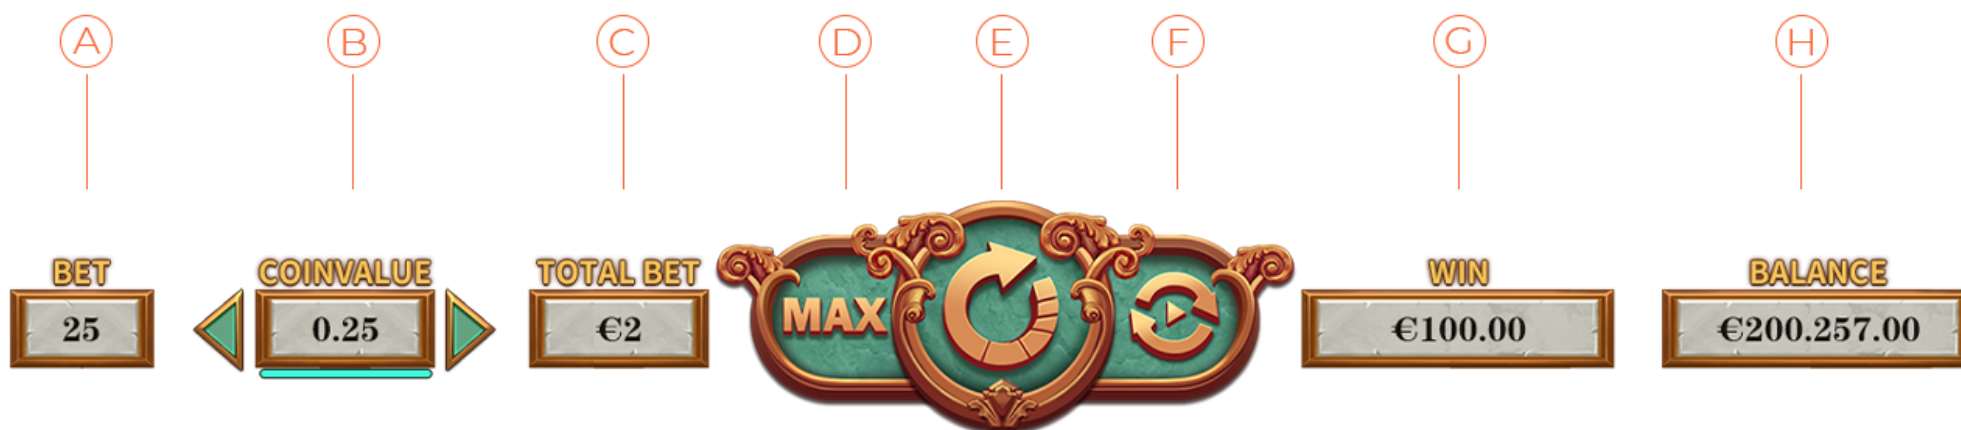 A B C D E F G H
BET COINVALUE TOTAL BET WIN BALANCE
25 0.25 €2 MAX €100.00 €200.257.00